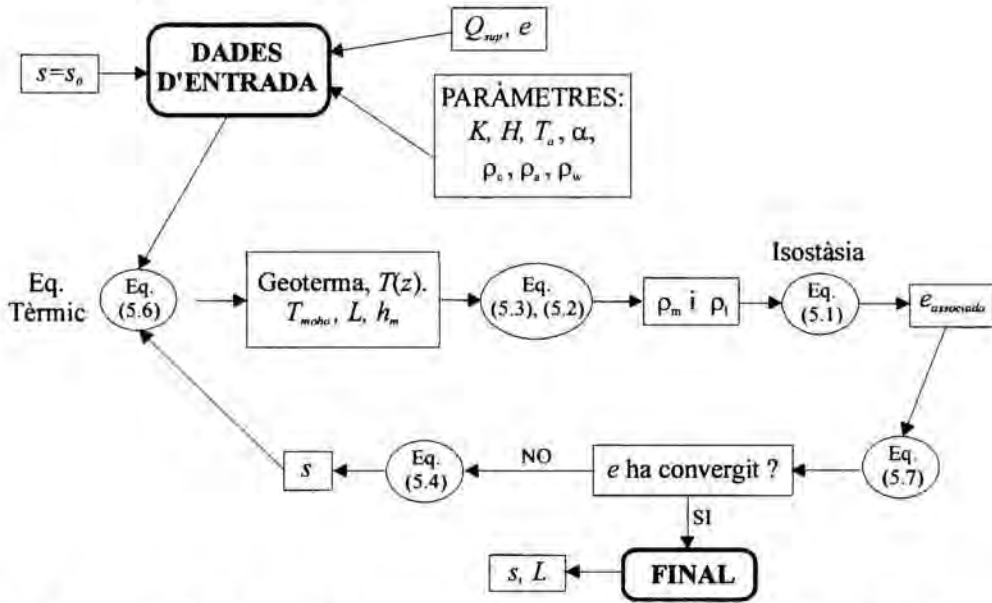 Q_sup, e
DADES
D'ENTRADA
s=s_o
PARÀMETRES:
K, H, T_a, α,
ρ_c, ρ_a, ρ_w
Isostàsia
Eq.
Tèrmic
Eq.
(5.6)
Geoterma, T(z).
T_moho, L, h_m
Eq.
(5.3), (5.2)
ρ_m i ρ_l
Eq.
(5.1)
e_associada
s
Eq.
(5.4)
NO
e ha convergit ?
Eq.
(5.7)
SI
s, L
FINAL